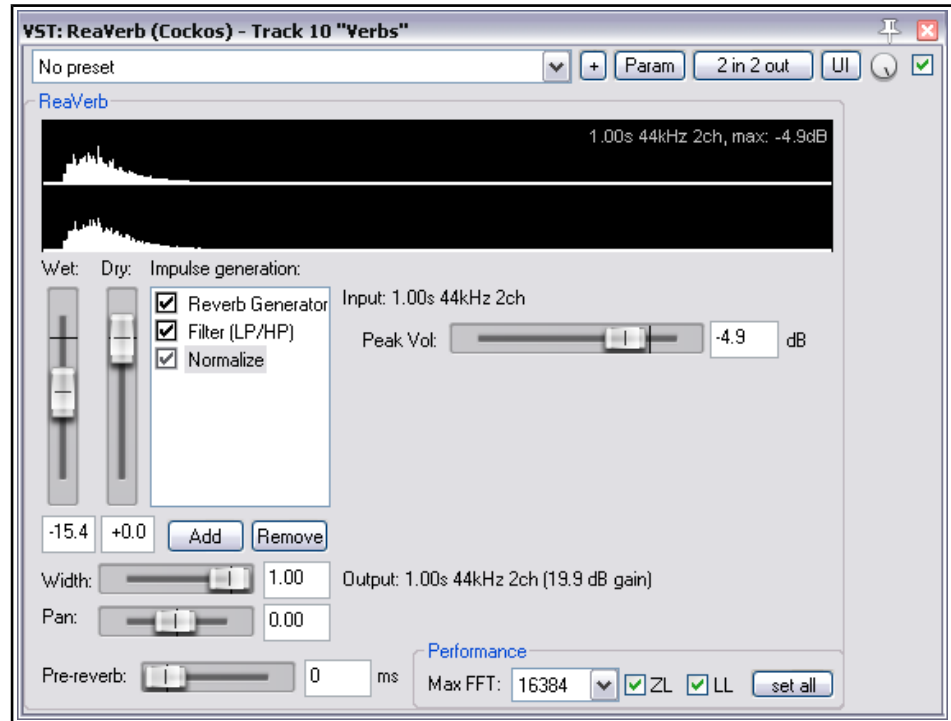 VST: ReaVerb (Cockos) - Track 10 "Verbs"
No preset
+
Param
2 in 2 out
UI
ReaVerb
1.00s 44kHz 2ch, max: -4.9dB
Wet:
Dry:
Impulse generation:
Reverb Generator
Filter (LP/HP)
Normalize
Input: 1.00s 44kHz 2ch
Peak Vol:
-4.9
dB
-15.4
+0.0
Add
Remove
Width:
1.00
Output: 1.00s 44kHz 2ch (19.9 dB gain)
Pan:
0.00
Pre-reverb:
0
ms
Performance
Max FFT:
16384
ZL
LL
set all